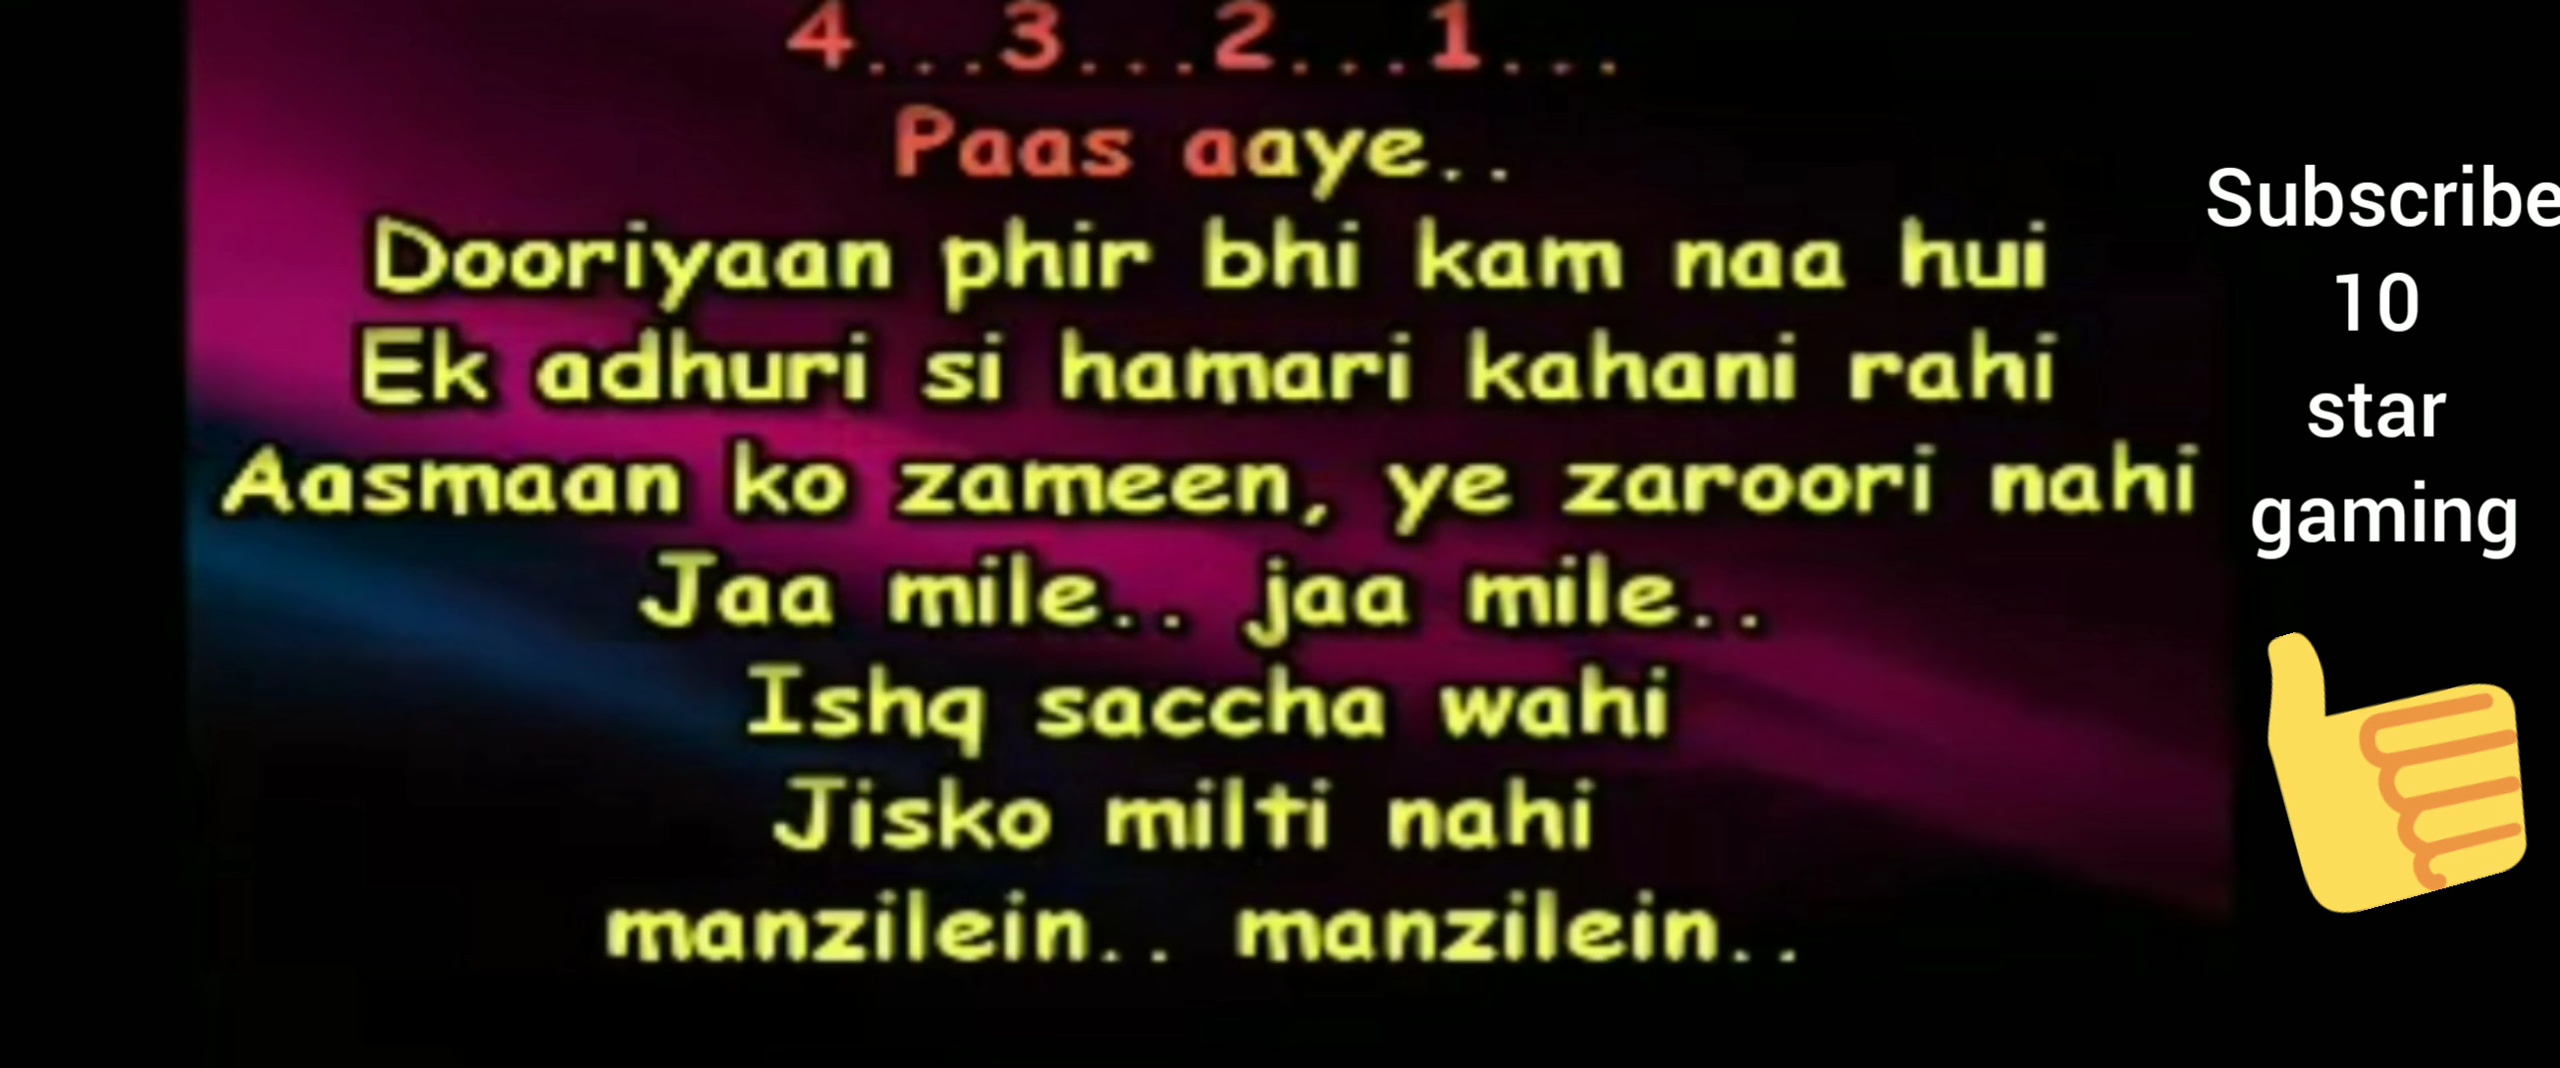 4...3...2...1...
Paas aaye..
Dooriyaan phir bhi kam naa hui
Ek adhuri si hamari kahani rahi
Aasmaan ko zameen, ye zaroori nahi
Jaa mile.. jaa mile..
Ishq saccha wahi
Jisko milti nahi
manzilein.. manzilein..
Subscribe
10
star
gaming